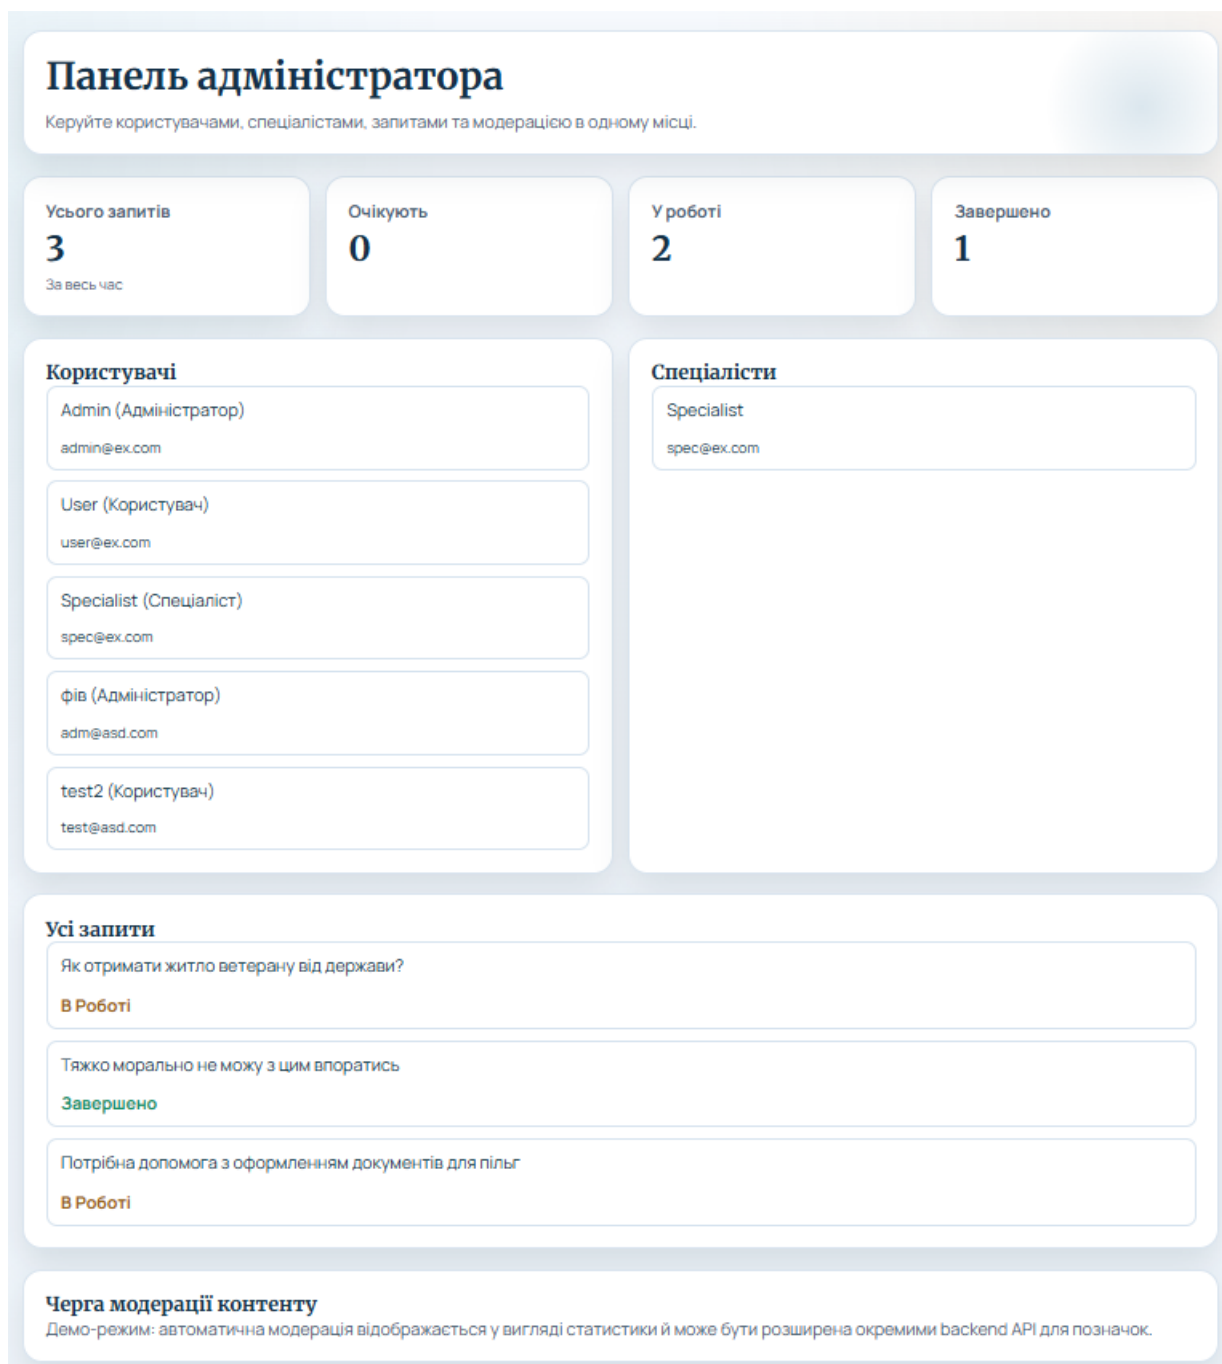 Панель адміністратора
Керуйте користувачами, спеціалістами, запитами та модерацією в одному місці.
Усього запитів
3
За весь час
Очікують
0
У роботі
2
Завершено
1
Користувачі
Admin (Адміністратор)
admin@ex.com
User (Користувач)
user@ex.com
Specialist (Спеціаліст)
spec@ex.com
фів (Адміністратор)
adm@asd.com
test2 (Користувач)
test@asd.com
Спеціалісти
Specialist
spec@ex.com
Усі запити
Як отримати житло ветерану від держави?
В Роботі
Тяжко морально не можу з цим впоратись
Завершено
Потрібна допомога з оформленням документів для пільг
В Роботі
Черга модерації контенту
Демо-режим: автоматична модерація відображається у вигляді статистики й може бути розширена окремими backend API для позначок.